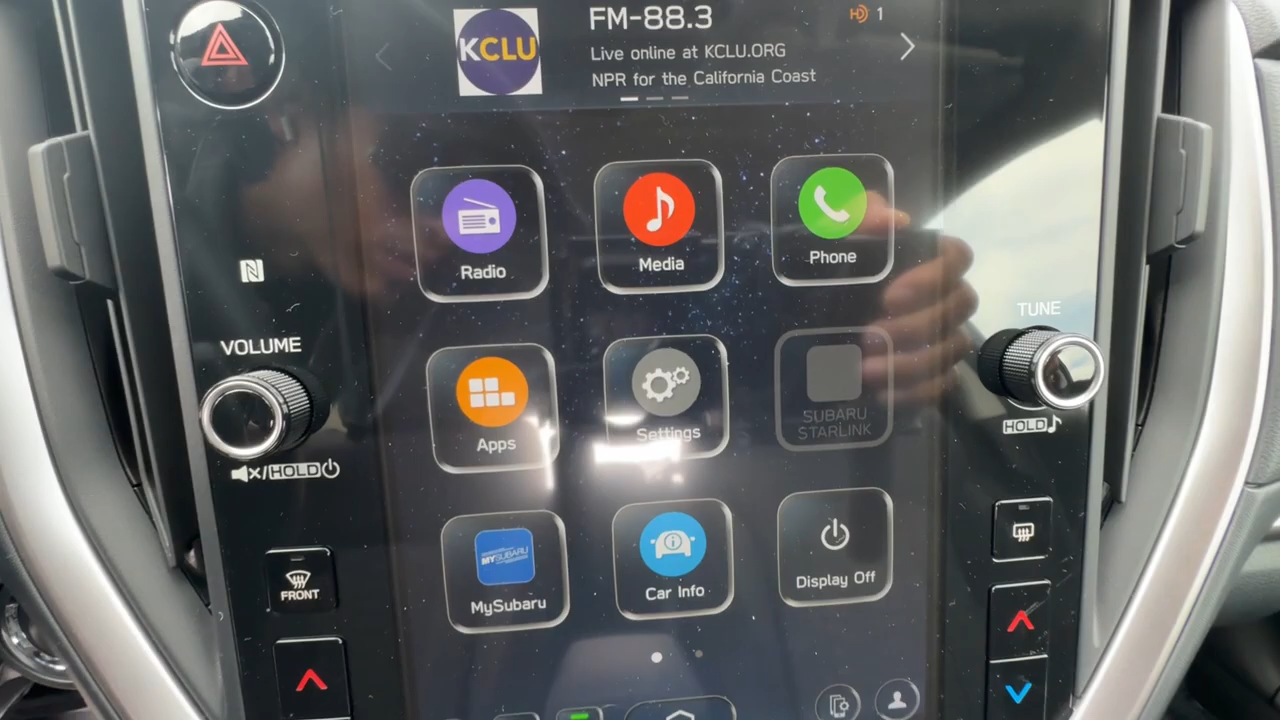 KCLU
FM-88.3
HD 1
Live online at KCLU.ORG
NPR for the California Coast
Radio
Media
Phone
VOLUME
TUNE
Apps
Settings
SUBARU
STARLINK
HOLD
HOLD
MYSUBARU
MySubaru
Car Info
Display Off
FRONT